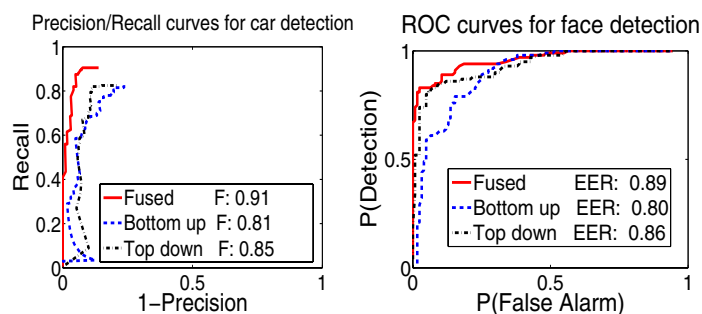 Precision/Recall curves for car detection
1
0.8
0.6
0.4
0.2
0
Recall
Fused F: 0.91
Bottom up F: 0.81
Top down F: 0.85
0 0.5 1
1-Precision
ROC curves for face detection
1
0.5
0
P(Detection)
Fused EER: 0.89
Bottom up EER: 0.80
Top down EER: 0.86
0 0.5 1
P(False Alarm)